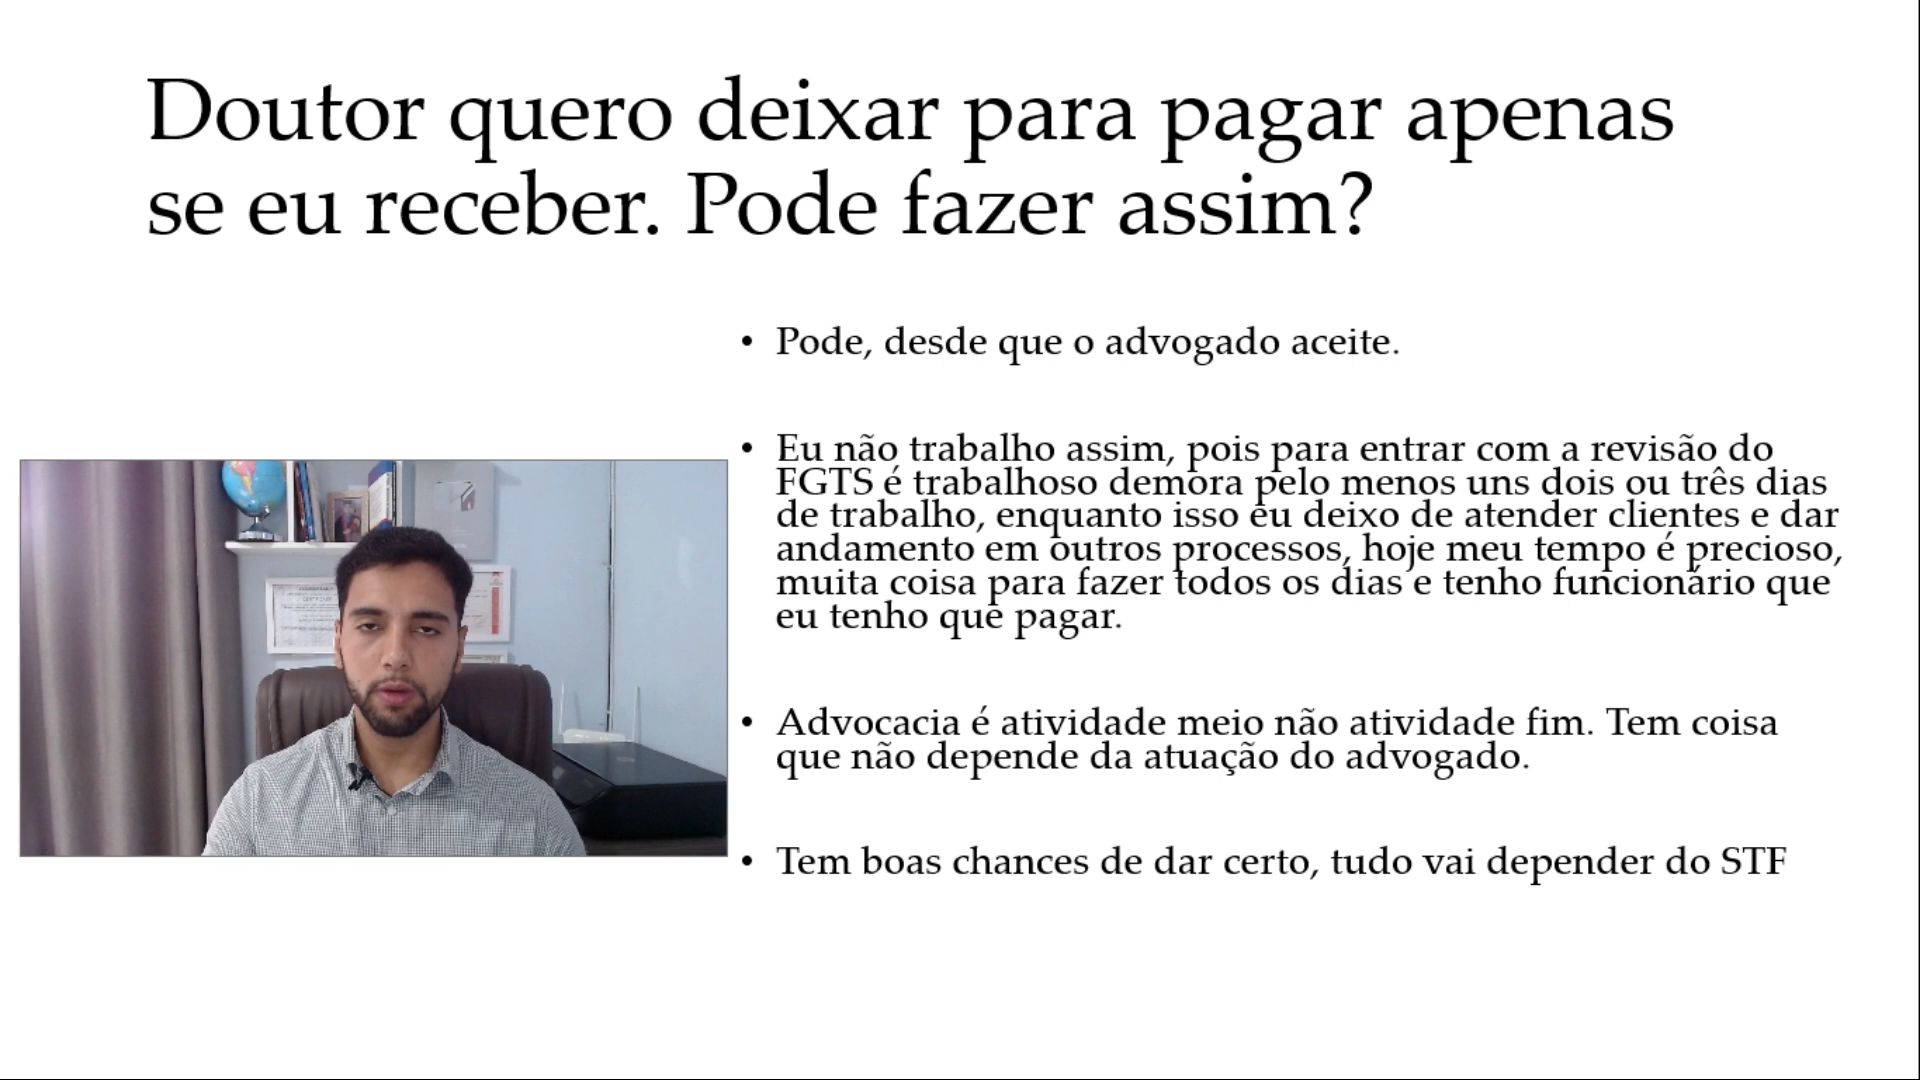 Doutor quero deixar para pagar apenas
se eu receber. Pode fazer assim?
• Pode, desde que o advogado aceite.
• Eu não trabalho assim, pois para entrar com a revisão do
FGTS é trabalhoso demora pelo menos uns dois ou três dias
de trabalho, enquanto isso eu deixo de atender clientes e dar
andamento em outros processos, hoje meu tempo é precioso,
muita coisa para fazer todos os dias e tenho funcionário que
eu tenho que pagar.
• Advocacia é atividade meio não atividade fim. Tem coisa
que não depende da atuação do advogado.
• Tem boas chances de dar certo, tudo vai depender do STF